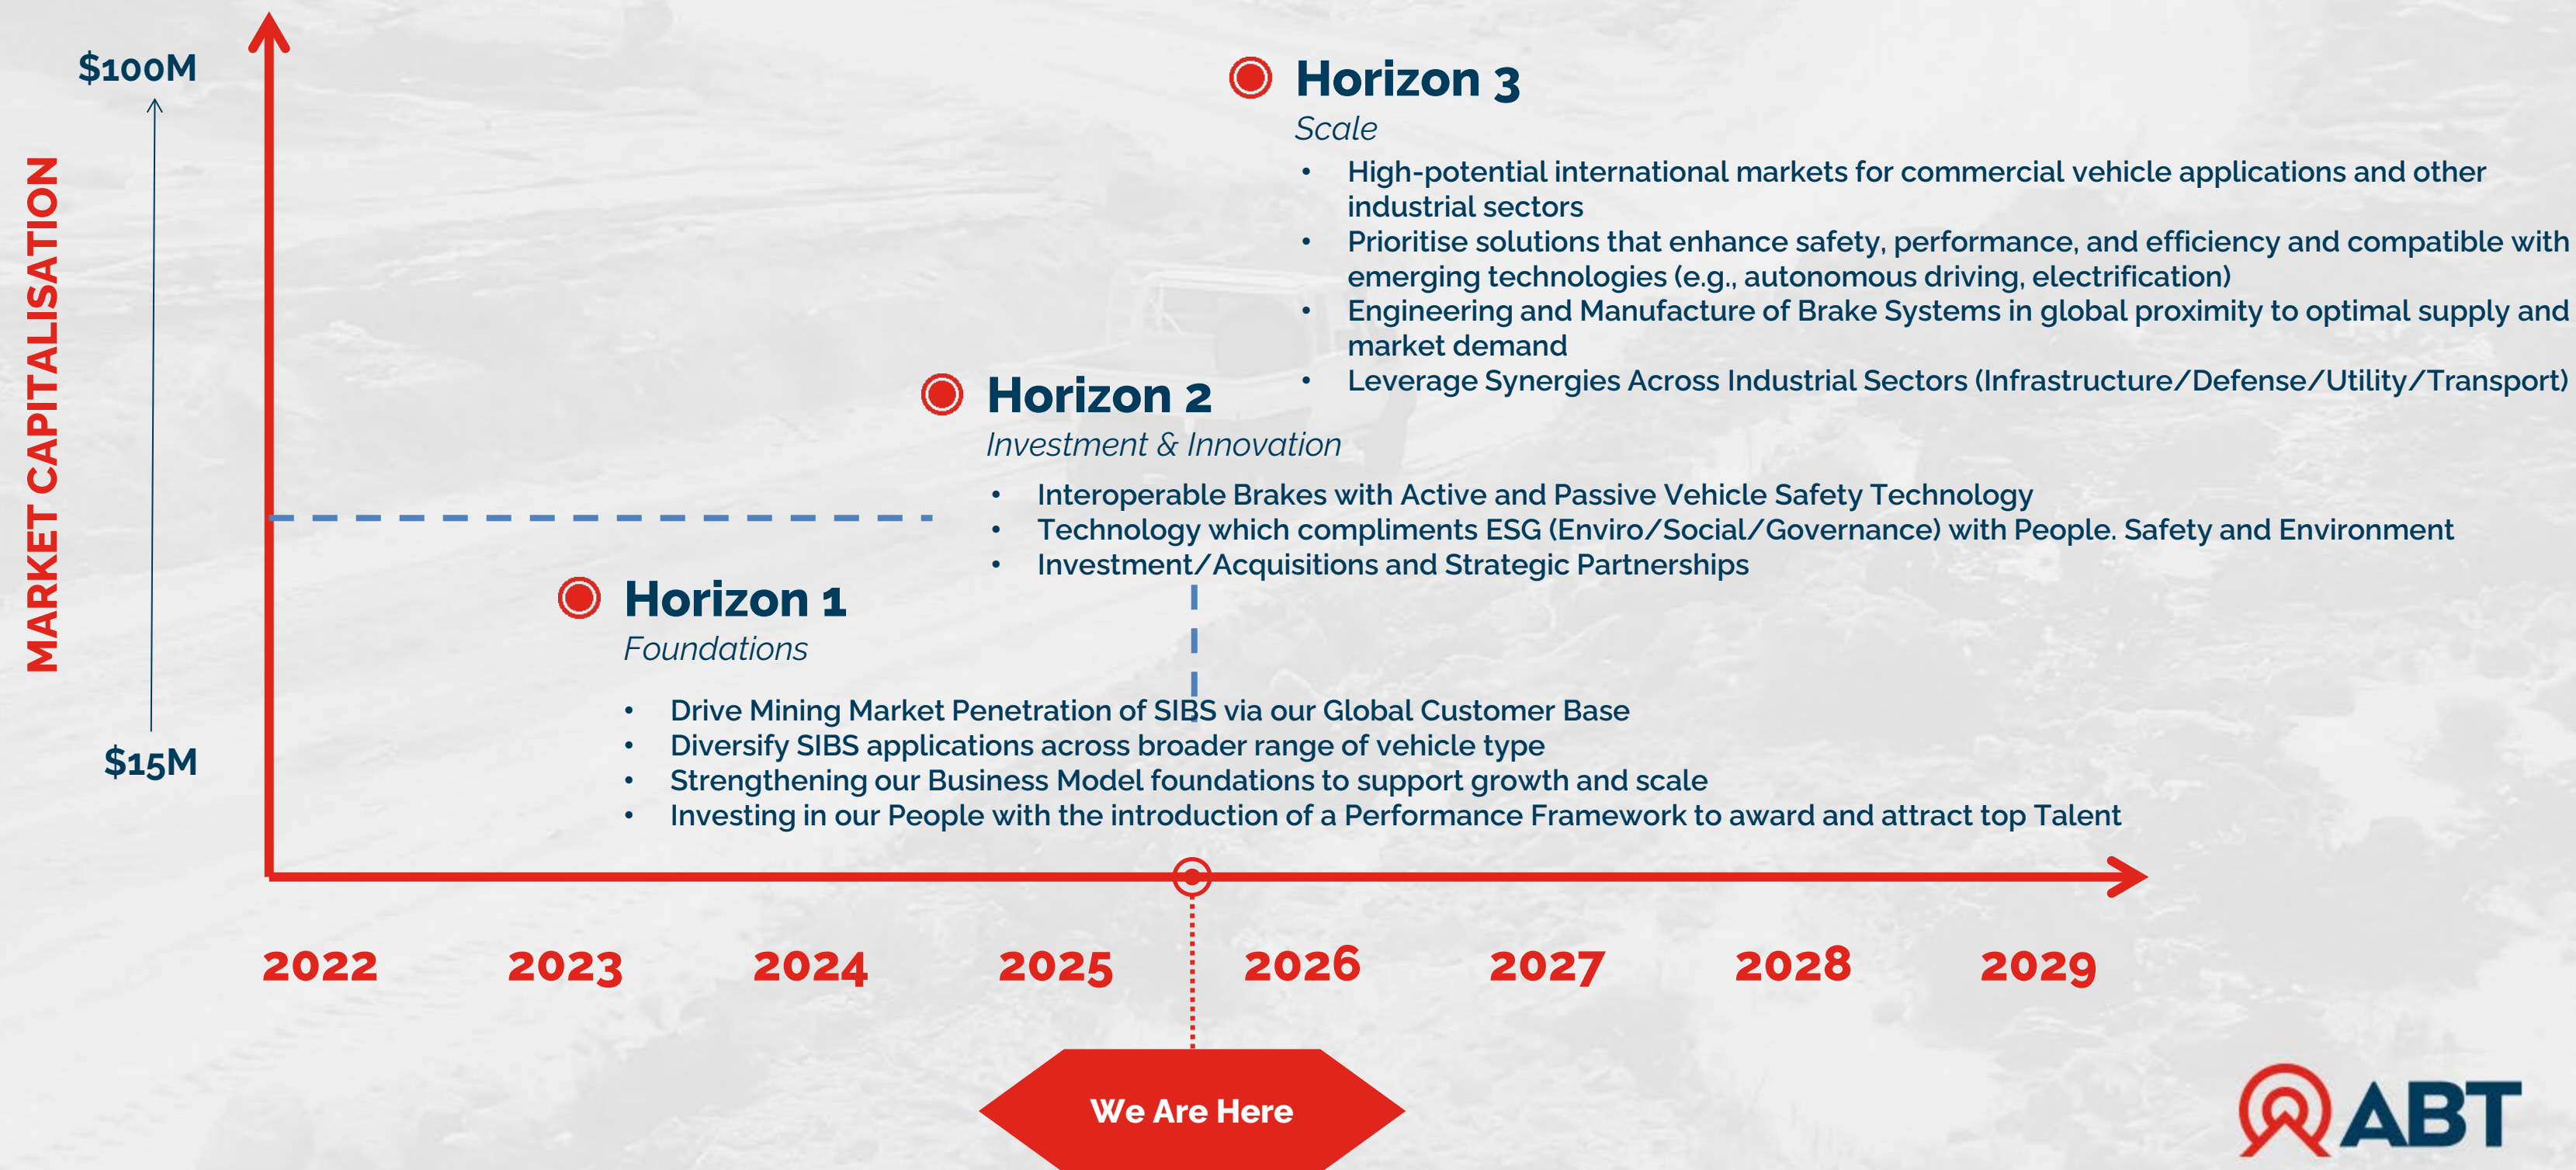 $100M
MARKET CAPITALISATION
$15M
Horizon 3
Scale
• High-potential international markets for commercial vehicle applications and other
industrial sectors
• Prioritise solutions that enhance safety, performance, and efficiency and compatible with
emerging technologies (e.g., autonomous driving, electrification)
• Engineering and Manufacture of Brake Systems in global proximity to optimal supply and
market demand
• Leverage Synergies Across Industrial Sectors (Infrastructure/Defense/Utility/Transport)
Horizon 2
Investment & Innovation
• Interoperable Brakes with Active and Passive Vehicle Safety Technology
• Technology which compliments ESG (Enviro/Social/Governance) with People. Safety and Environment
• Investment/Acquisitions and Strategic Partnerships
Horizon 1
Foundations
• Drive Mining Market Penetration of SIBS via our Global Customer Base
• Diversify SIBS applications across broader range of vehicle type
• Strengthening our Business Model foundations to support growth and scale
• Investing in our People with the introduction of a Performance Framework to award and attract top Talent
2022 2023 2024 2025 2026 2027 2028 2029
We Are Here
ABT